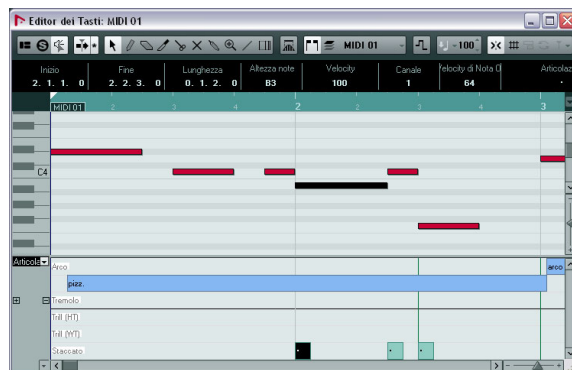 Editor dei Tasti: MIDI 01
MIDI 01 100
Inizio Fine Lunghezza Altezza note Velocity Canale Velocity di Nota O Articolaz
2. 1. 1. 0 2. 2. 3. 0 0. 1. 2. 0 B3 100 1 64
MIDI 01 2 3 4 2 2 3 4 3
C4
Articola
Arco
arco
pizz.
Tremolo
Trill (HT)
Trill (WT)
Staccato